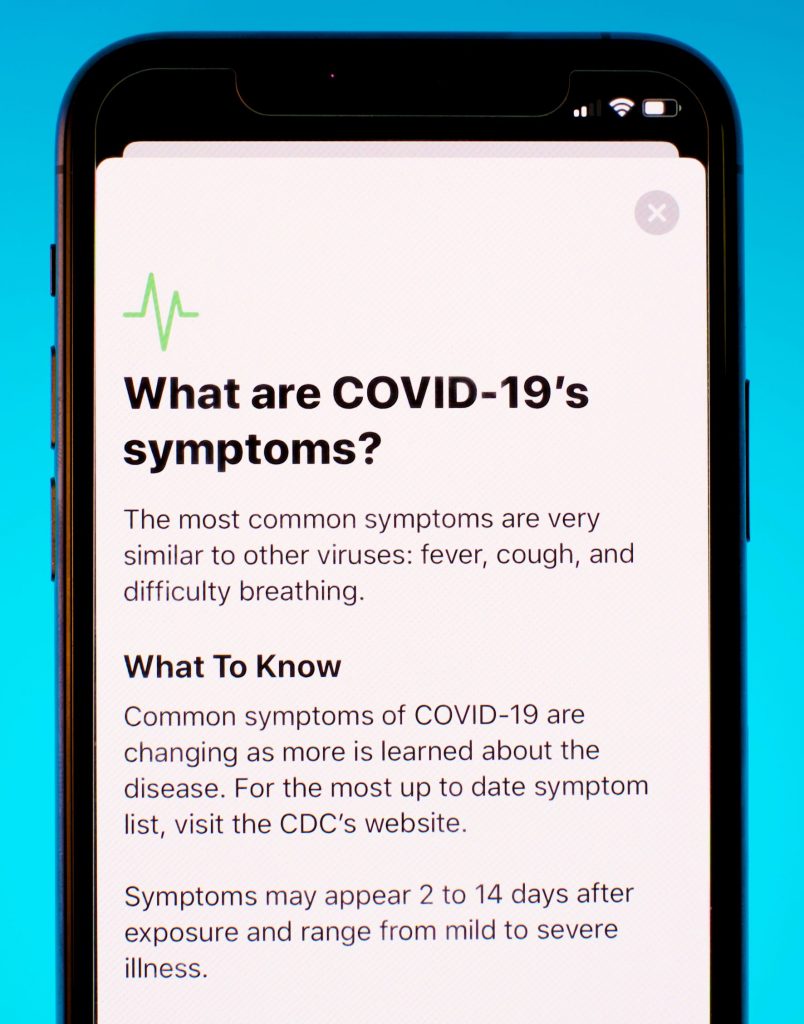 What are COVID-19’s
symptoms?
The most common symptoms are very
similar to other viruses: fever, cough, and
difficulty breathing.
What To Know
Common symptoms of COVID-19 are
changing as more is learned about the
disease. For the most up to date symptom
list, visit the CDC’s website.
Symptoms may appear 2 to 14 days after
exposure and range from mild to severe
illness.